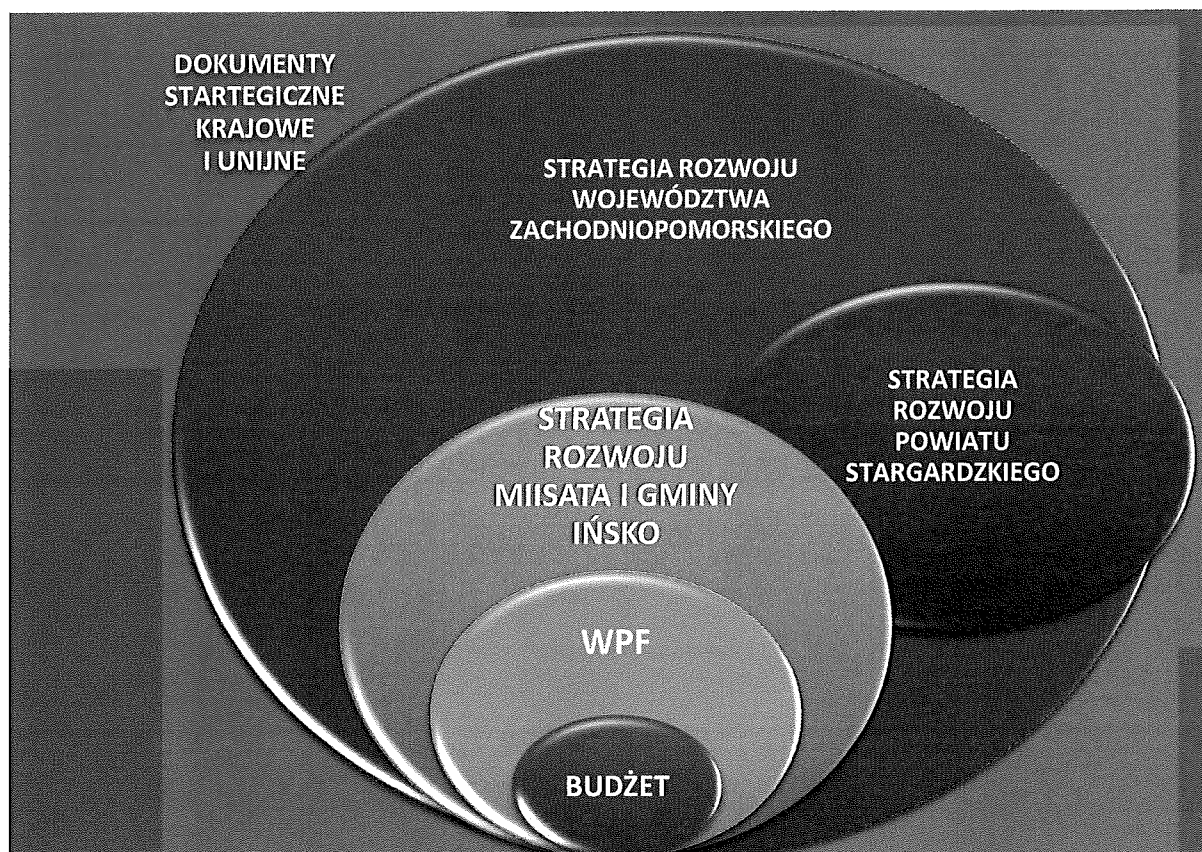 DOKUMENTY
STARTEGICZNE
KRAJOWE
I UNIJNE
STRATEGIA ROZWOJU
WOJEWÓDZTWA
ZACHODNIOPOMORSKIEGO
STRATEGIA
ROZWOJU
POWIATU
STARGARDZKIEGO
STRATEGIA
ROZWOJU
MIISATA I GMINY
IŃSKO
WPF
BUDŻET